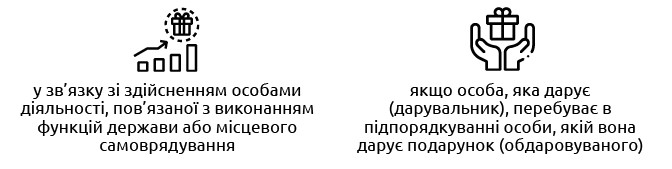 у зв’язку зі здійсненням особами
діяльності, пов’язаної з виконанням
функцій держави або місцевого
самоврядування
якщо особа, яка дарує
(дарувальник), перебуває в
підпорядкуванні особи, якій вона
дарує подарунок (обдаровуваного)